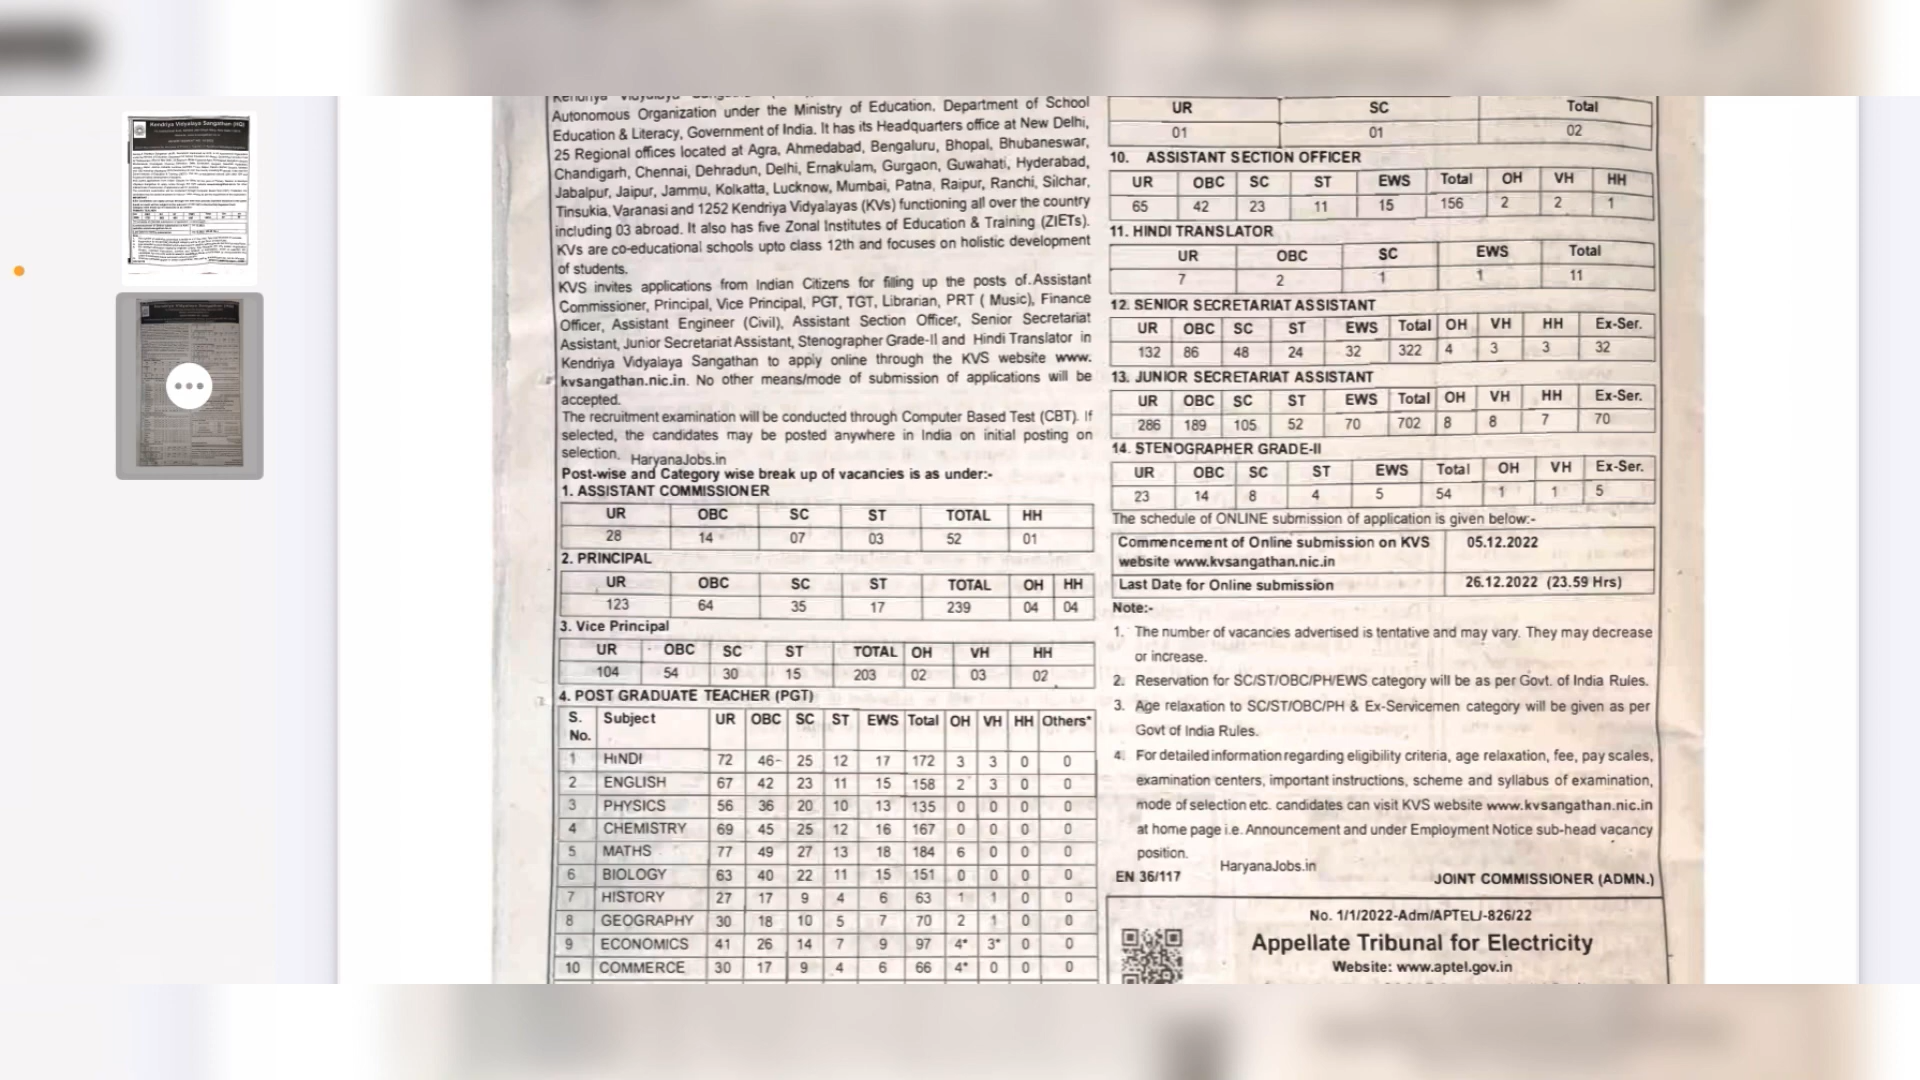 Autonomous Organization under the Ministry of Education, Department of School
Education & Literacy, Government of India. It has its Headquarters office at New Delhi,
25 Regional offices located at Agra, Ahmedabad, Bengaluru, Bhopal, Bhubaneswar,
Chandigarh, Chennai, Dehradun, Delhi, Ernakulam, Gurgaon, Guwahati, Hyderabad,
Jabalpur, Jaipur, Jammu, Kolkatta, Lucknow, Mumbai, Patna, Raipur, Ranchi, Silchar,
Tinsukia, Varanasi and 1252 Kendriya Vidyalayas (KVs) functioning all over the country
including 03 abroad. It also has five Zonal Institutes of Education & Training (ZIETs).
KVs are co-educational schools upto class 12th and focuses on holistic development
of students.
KVS invites applications from Indian Citizens for filling up the posts of Assistant
Commissioner, Principal, Vice Principal, PGT, TGT, Librarian, PRT ( Music), Finance
Officer, Assistant Engineer (Civil), Assistant Section Officer, Senior Secretariat
Assistant, Junior Secretariat Assistant, Stenographer Grade-II and Hindi Translator in
Kendriya Vidyalaya Sangathan to apply online through the KVS website www.
kvsangathan.nic.in. No other means/mode of submission of applications will be
accepted.
The recruitment examination will be conducted through Computer Based Test (CBT). If
selected, the candidates may be posted anywhere in India on initial posting on
selection. HaryanaJobs.in
Post-wise and Category wise break up of vacancies is as under:-
1. ASSISTANT COMMISSIONER
UR OBC SC ST TOTAL HH
28 14 07 03 52 01
2. PRINCIPAL
UR OBC SC ST TOTAL OH HH
123 64 35 17 239 04 04
3. Vice Principal
UR OBC SC ST TOTAL OH VH HH
104 54 30 15 203 02 03 02
4. POST GRADUATE TEACHER (PGT)
S. No. Subject UR OBC SC ST EWS Total OH VH HH Others*
1 HINDI 72 46- 25 12 17 172 3 3 0 0
2 ENGLISH 67 42 23 11 15 158 2 3 0 0
3 PHYSICS 56 36 20 10 13 135 0 0 0 0
4 CHEMISTRY 69 45 25 12 16 167 0 0 0 0
5 MATHS 77 49 27 13 18 184 6 0 0 0
6 BIOLOGY 63 40 22 11 15 151 0 0 0 0
7 HISTORY 27 17 9 4 6 63 1 1 0 0
8 GEOGRAPHY 30 18 10 5 7 70 2 1 0 0
9 ECONOMICS 41 26 14 7 9 97 4* 3* 0 0
10 COMMERCE 30 17 9 4 6 66 4* 0 0 0
UR SC Total
01 01 02
10. ASSISTANT SECTION OFFICER
UR OBC SC ST EWS Total OH VH HH
65 42 23 11 15 156 2 2 1
11. HINDI TRANSLATOR
UR OBC SC EWS Total
7 2 1 1 11
12. SENIOR SECRETARIAT ASSISTANT
UR OBC SC ST EWS Total OH VH HH Ex-Ser.
132 86 48 24 32 322 4 3 3 32
13. JUNIOR SECRETARIAT ASSISTANT
UR OBC SC ST EWS Total OH VH HH Ex-Ser.
286 189 105 52 70 702 8 8 7 70
14. STENOGRAPHER GRADE-II
UR OBC SC ST EWS Total OH VH Ex-Ser.
23 14 8 4 5 54 1 1 5
The schedule of ONLINE submission of application is given below:-
Commencement of Online submission on KVS 05.12.2022
website www.kvsangathan.nic.in
Last Date for Online submission 26.12.2022 (23.59 Hrs)
Note:-
1. The number of vacancies advertised is tentative and may vary. They may decrease
or increase.
2. Reservation for SC/ST/OBC/PH/EWS category will be as per Govt. of India Rules.
3. Age relaxation to SC/ST/OBC/PH & Ex-Servicemen category will be given as per
Govt of India Rules.
4. For detailed information regarding eligibility criteria, age relaxation, fee, pay scales,
examination centers, important instructions, scheme and syllabus of examination,
mode of selection etc. candidates can visit KVS website www.kvsangathan.nic.in
at home page i.e. Announcement and under Employment Notice sub-head vacancy
position.
HaryanaJobs.in
EN 36/117 JOINT COMMISSIONER (ADMN.)
No. 1/1/2022-Adm/APTEL/-826/22
Appellate Tribunal for Electricity
Website: www.aptel.gov.in
Kendriya Vidyalaya Sangathan (HQ)